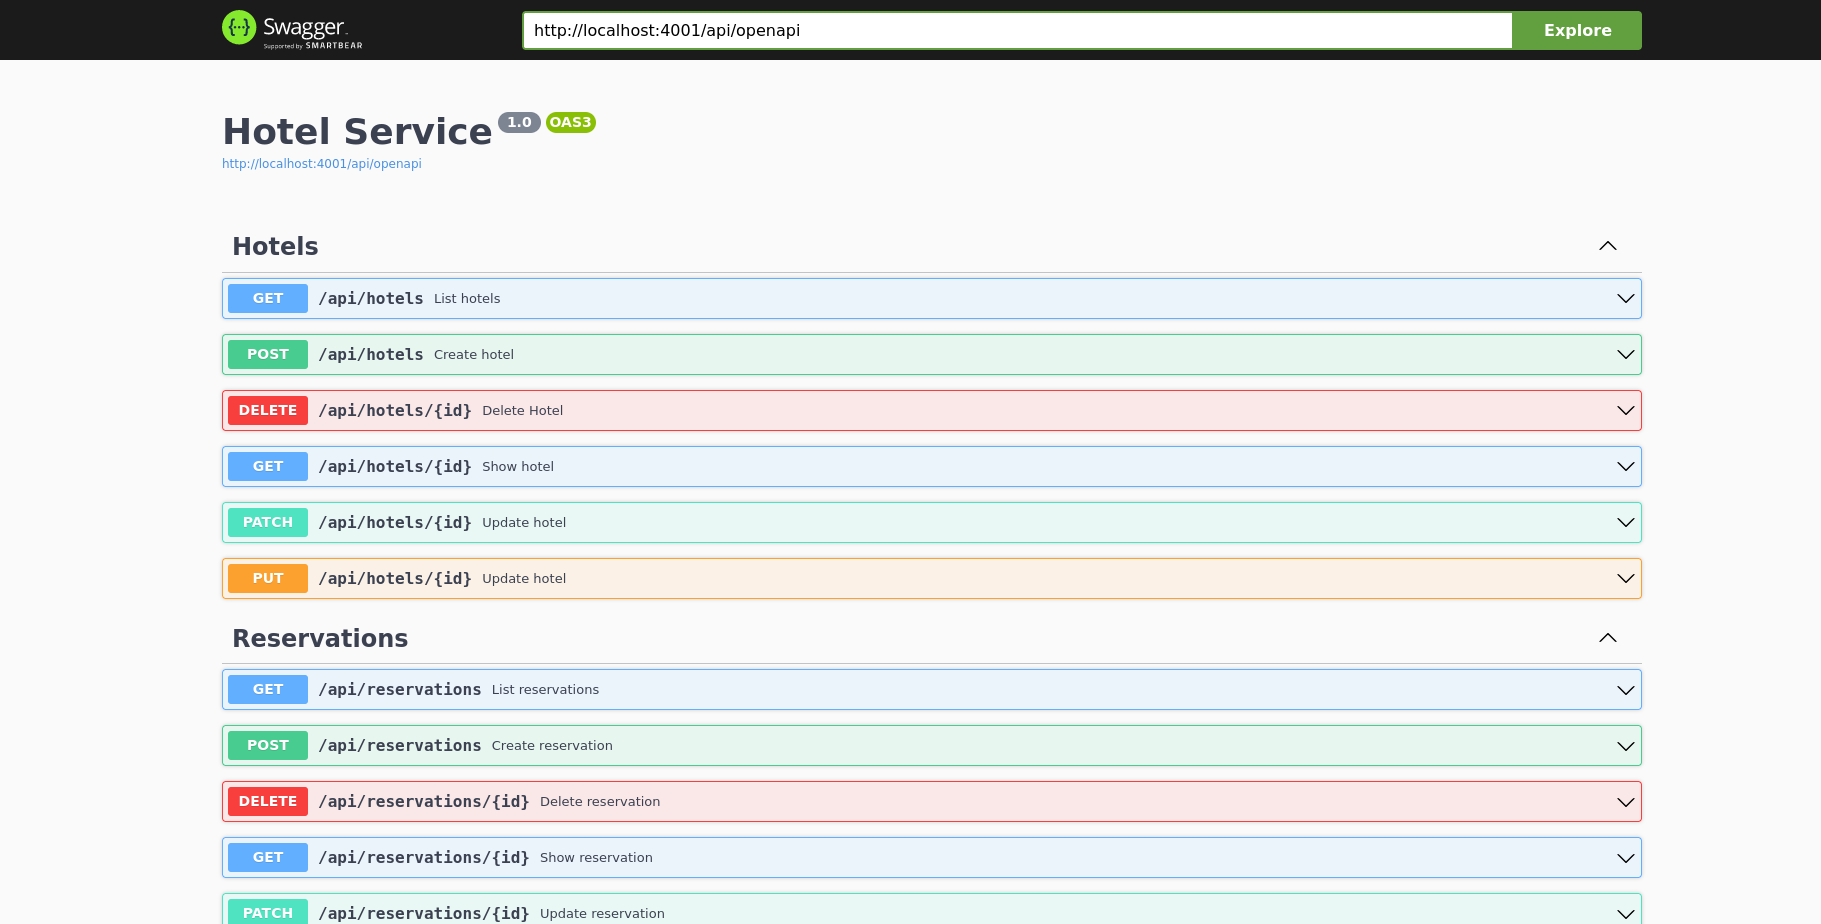 Swagger
Supported by SMARTBEAR
http://localhost:4001/api/openapi
Explore
Hotel Service 1.0 OAS3
http://localhost:4001/api/openapi
Hotels
GET /api/hotels List hotels
POST /api/hotels Create hotel
DELETE /api/hotels/{id} Delete Hotel
GET /api/hotels/{id} Show hotel
PATCH /api/hotels/{id} Update hotel
PUT /api/hotels/{id} Update hotel
Reservations
GET /api/reservations List reservations
POST /api/reservations Create reservation
DELETE /api/reservations/{id} Delete reservation
GET /api/reservations/{id} Show reservation
PATCH /api/reservations/{id} Update reservation